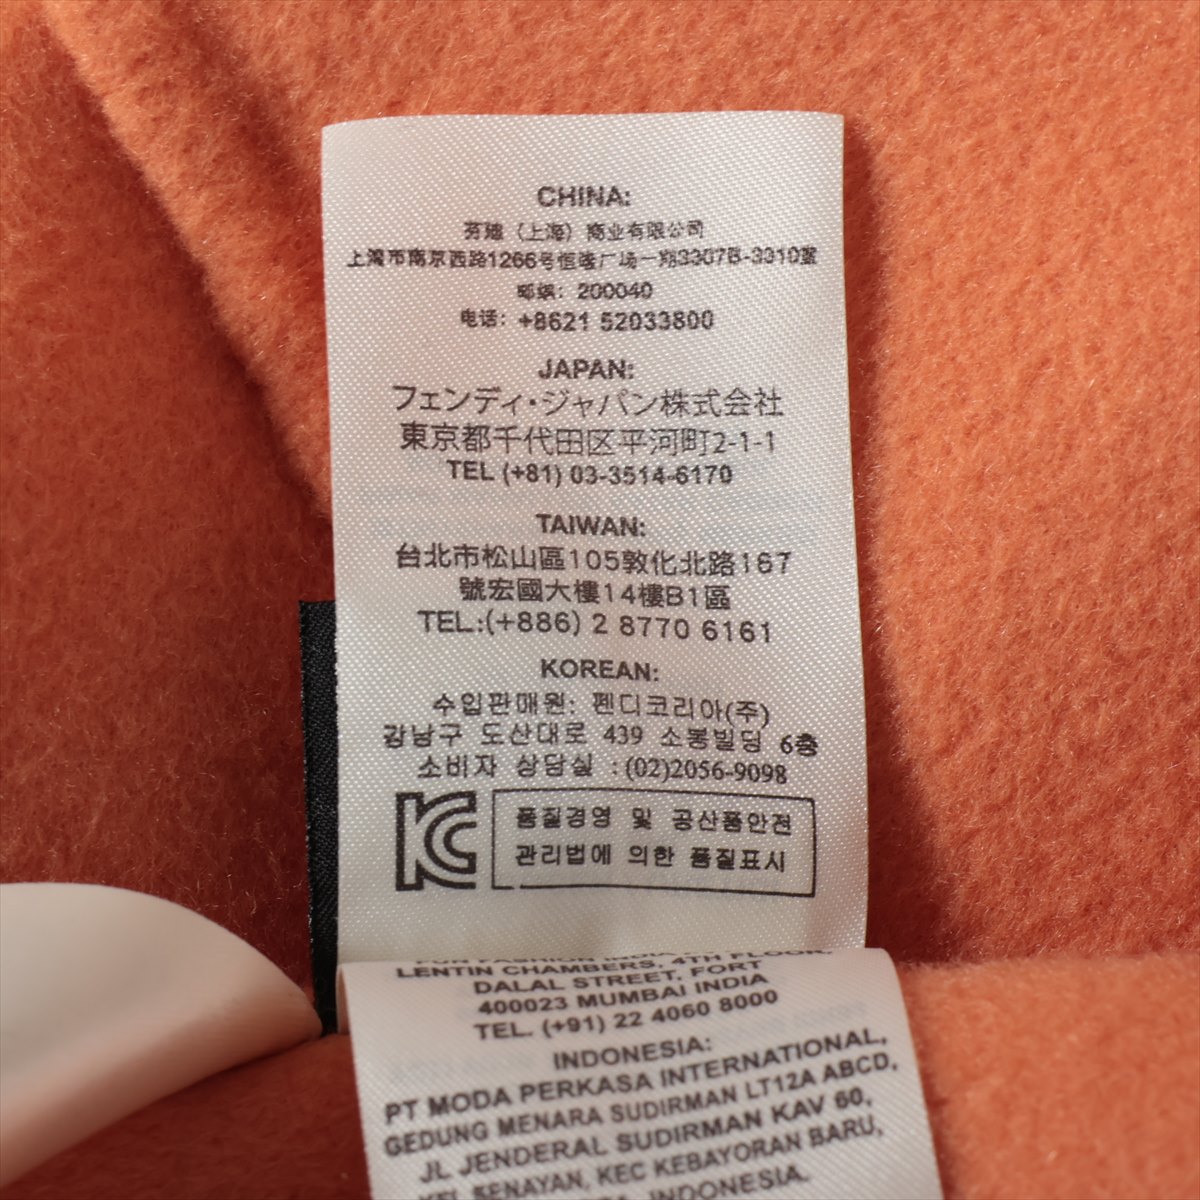 CHINA:
芬迪（上海）商业有限公司
上海市南京西路1266号恒隆广场一期3307B-3310室
邮编：200040
电话：+8621 52033800
JAPAN:
フェンディ・ジャパン株式会社
東京都千代田区平河町2-1-1
TEL (+81) 03-3514-6170
TAIWAN:
台北市松山區105敦化北路167
號宏國大樓14樓B1區
TEL:(+886) 2 8770 6161
KOREAN:
수입판매원: 펜디코리아(주)
강남구 도산대로 439 소봉빌딩 6층
소비자 상담실 :(02)2056-9098
KC
품질경영 및 공산품안전
관리법에 의한 품질표시
LENTIN CHAMBERS, 4TH FLOOR,
DALAL STREET, FORT
400023 MUMBAI INDIA
TEL. (+91) 22 4060 8000
INDONESIA:
PT MODA PERKASA INTERNATIONAL,
GEDUNG MENARA SUDIRMAN LT12A ABCD,
JL JENDERAL SUDIRMAN KAV 60,
KEL SENAYAN, KEC KEBAYORAN BARU,
INDONESIA.